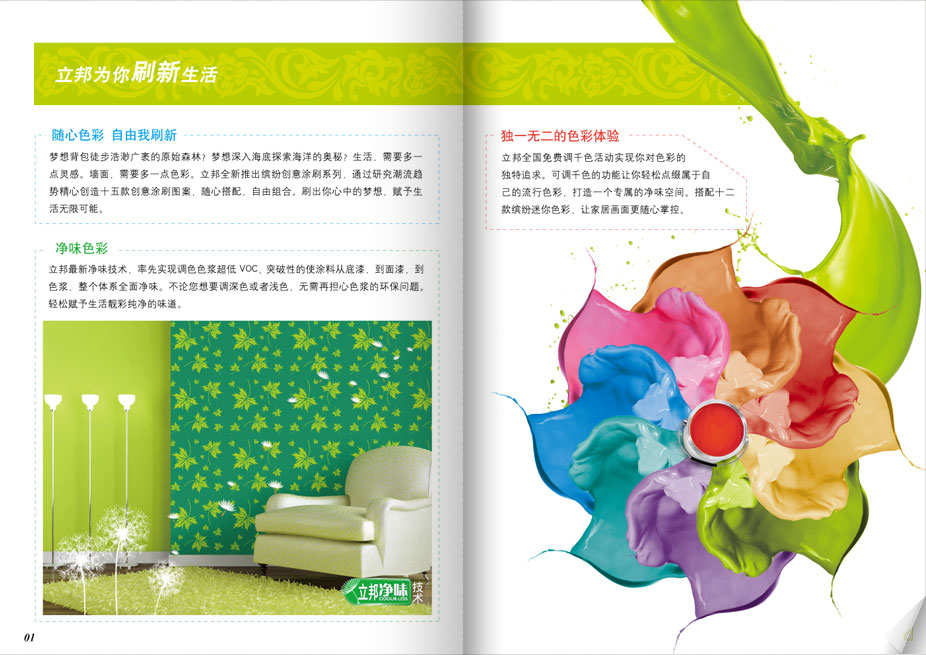 立邦为你刷新生活
随心色彩 自由我刷新
梦想背包徒步浩渺广袤的原始森林？梦想深入海底探索海洋的奥秘？生活，需要多一
点灵感。墙面，需要多一点色彩。立邦全新推出缤纷创意涂刷系列，通过研究潮流趋
势精心创造十五款创意涂刷图案，随心搭配，自由组合。刷出你心中的梦想，赋予生
活无限可能。
净味色彩
立邦最新净味技术，率先实现调色色浆超低 VOC，突破性的使涂料从底漆，到面漆，到
色浆，整个体系全面净味。不论您想要调深色或者浅色，无需再担心色浆的环保问题。
轻松赋予生活靓彩纯净的味道。
立邦净味
ODOUR-LESS
技术
01
独一无二的色彩体验
立邦全国免费调千色活动实现你对色彩的
独特追求。可调千色的功能让你轻松点缀属于自
己的流行色彩，打造一个专属的净味空间。搭配十二
款缤纷迷你色彩，让家居画面更随心掌控。